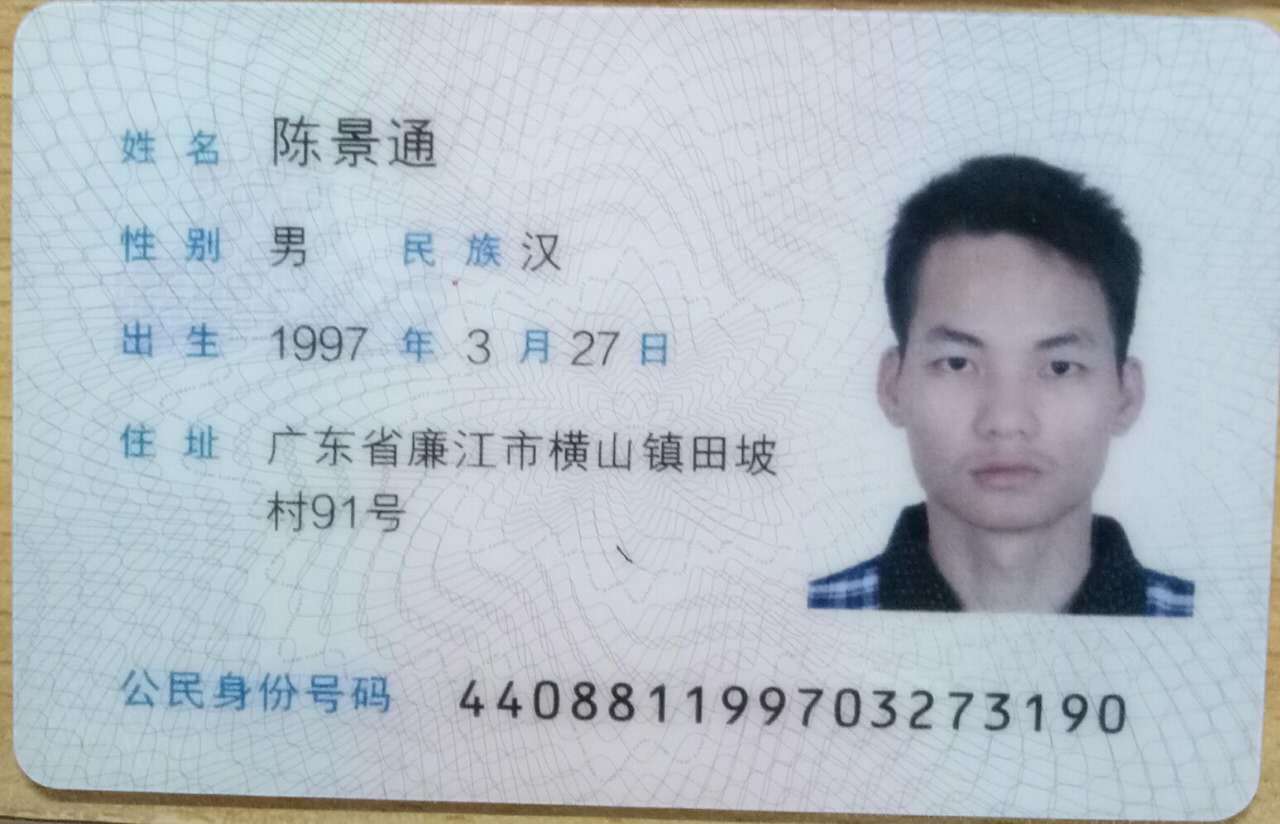 姓名 陈景通
性别 男 民族 汉
出生 1997 年 3 月 27 日
住址 广东省廉江市横山镇田坡
村91号
公民身份号码 440881199703273190